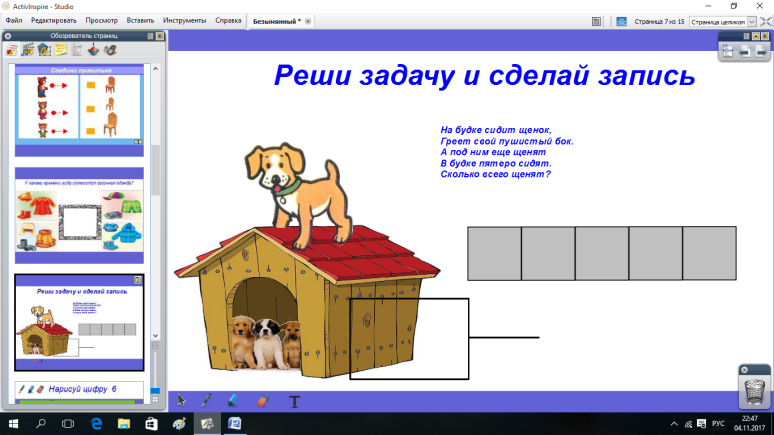 ActivInspire - Studio
Файл Редактировать Просмотр Вставить Инструменты Справка Безымянный * Страница 7 из 15 Страница целиком
Обозреватель страниц
Соедини правильно
К какому времени года относится сезонная одежда?
Реши задачу и сделай запись
Нарисуй цифру 6
Реши задачу и сделай запись
На будке сидит щенок,
Греет свой пушистый бок.
А под ним еще щенят
В будке пятеро сидят.
Сколько всего щенят?
T
РУС
22:47
04.11.2017